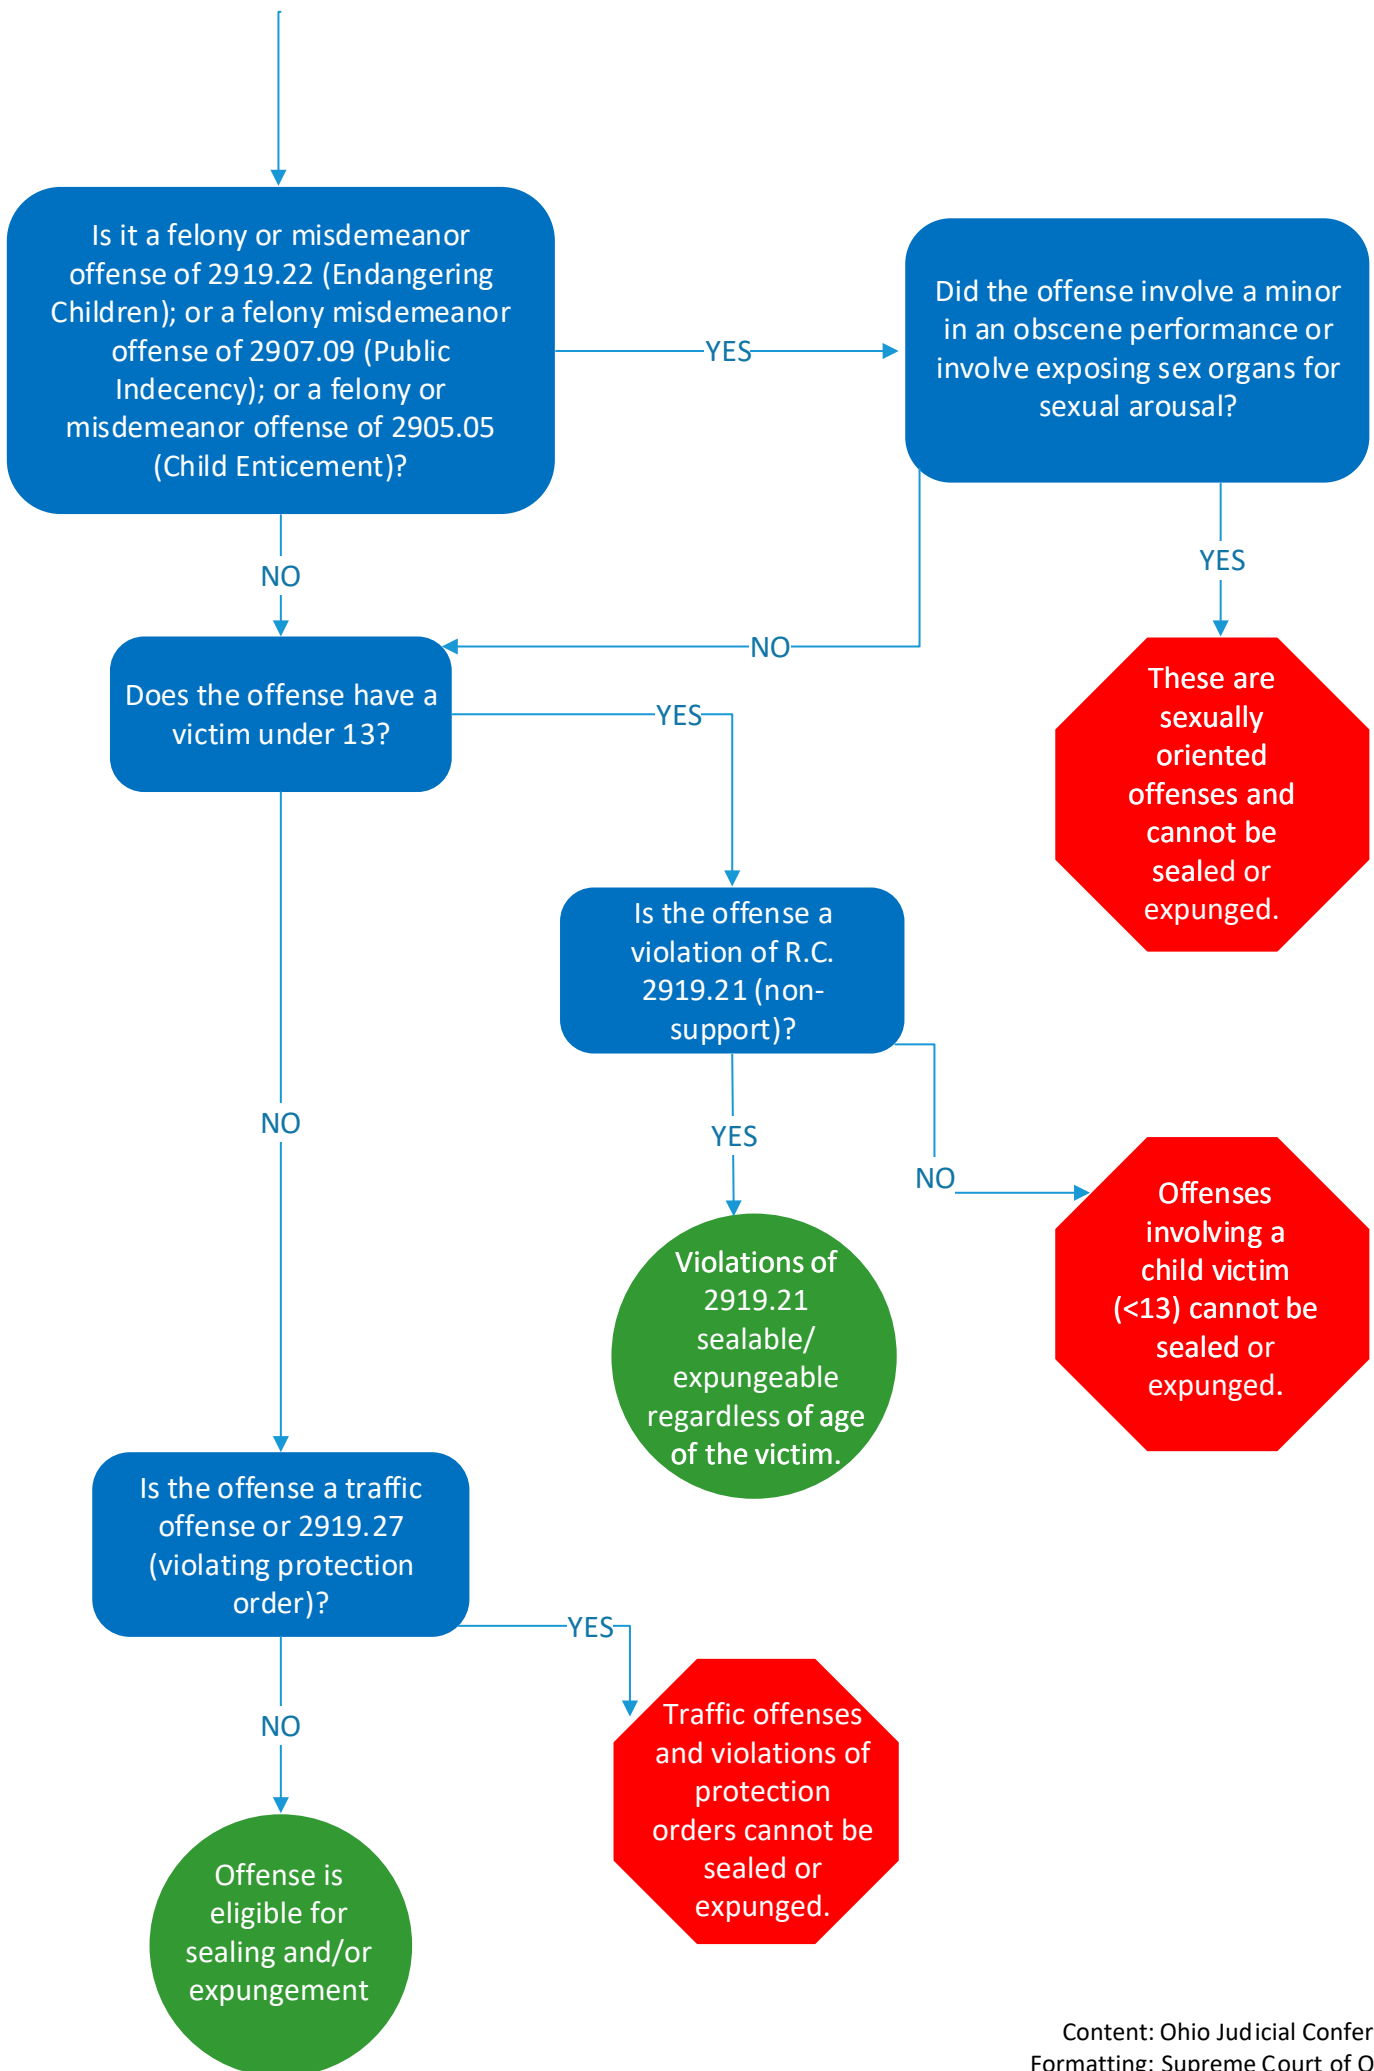 Is it a felony or misdemeanor
offense of 2919.22 (Endangering
Children); or a felony misdemeanor
offense of 2907.09 (Public
Indecency); or a felony or
misdemeanor offense of 2905.05
(Child Enticement)?
YES
Did the offense involve a minor
in an obscene performance or
involve exposing sex organs for
sexual arousal?
NO
YES
NO
Does the offense have a
victim under 13?
YES
These are
sexually
oriented
offenses and
cannot be
sealed or
expunged.
Is the offense a
violation of R.C.
2919.21 (non-
support)?
NO
YES
NO
Offenses
involving a
child victim
(<13) cannot be
sealed or
expunged.
Violations of
2919.21
sealable/
expungeable
regardless of age
of the victim.
Is the offense a traffic
offense or 2919.27
(violating protection
order)?
YES
NO
Traffic offenses
and violations of
protection
orders cannot be
sealed or
expunged.
Offense is
eligible for
sealing and/or
expungement
Content: Ohio Judicial Confer
Formatting: Supreme Court of O